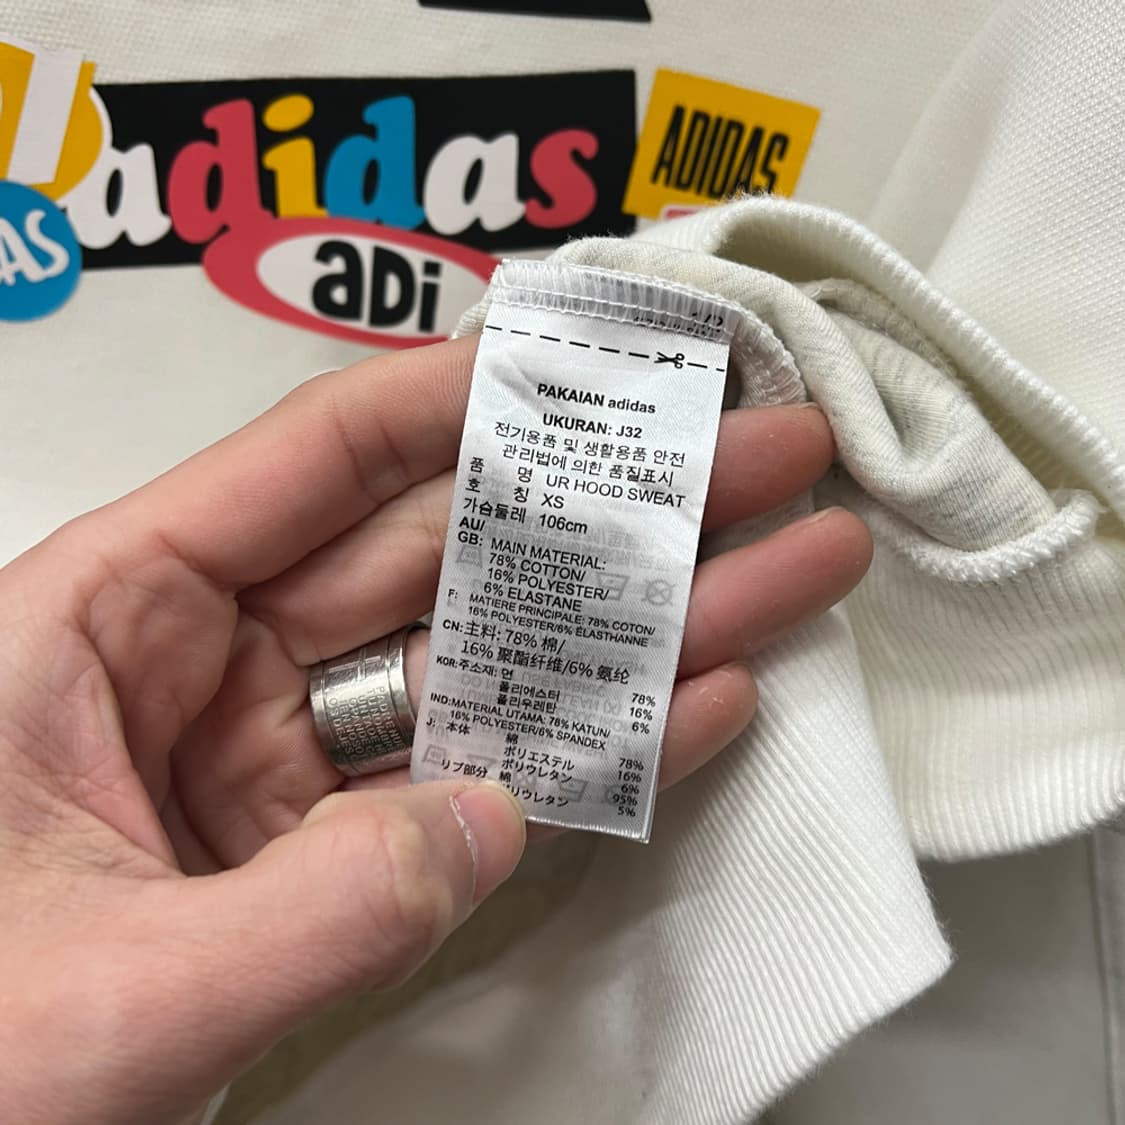 adidas
ADIDAS
AS
aDi
PAKAIAN adidas
UKURAN: J32
전기용품 및 생활용품 안전
관리법에 의한 품질표시
품 명 UR HOOD SWEAT
호 칭 XS
가슴둘레 106cm
AU/
GB: MAIN MATERIAL:
78% COTTON/
16% POLYESTER/
6% ELASTANE
F: MATIERE PRINCIPALE: 78% COTON/
16% POLYESTER/6% ÉLASTHANNE
CN: 主料: 78% 棉/
16% 聚酯纤维/6% 氨纶
KOR: 주소재: 면 78%
폴리에스터 16%
폴리우레탄 6%
IND: MATERIAL UTAMA: 78% KATUN/
16% POLYESTER/6% SPANDEX
J: 本体 綿 78%
ポリエステル 16%
ポリウレタン 6%
リブ部分 綿 95%
リウレタン 5%